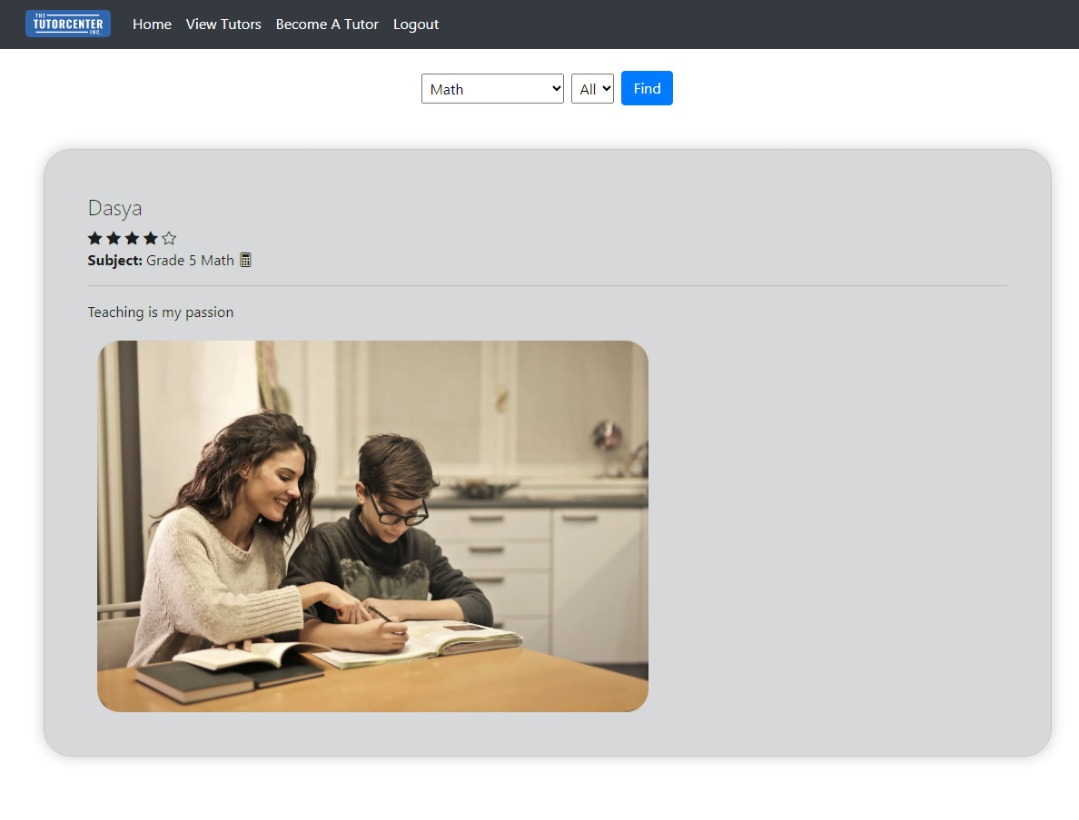 THE
TUTORCENTER
INC.
Home View Tutors Become A Tutor Logout
Math All Find
Dasya
Subject: Grade 5 Math
Teaching is my passion